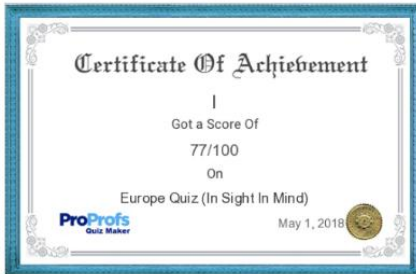 Certificate Of Achievement
I
Got a Score Of
77/100
On
Europe Quiz (In Sight In Mind)
ProProfs
Quiz Maker
May 1, 2018